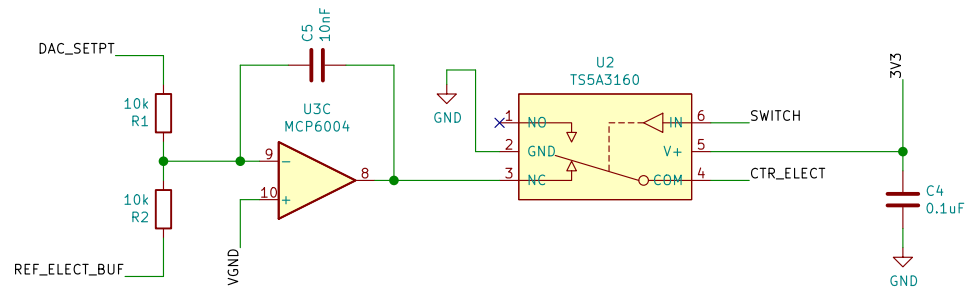 DAC_SETPT
10k
R1
10k
R2
REF_ELECT_BUF
C5
10nF
U3C
MCP6004
9
10
8
VGND
GND
U2
TS5A3160
1
NO
2
GND
3
NC
IN
6
V+
5
COM
4
SWITCH
CTR_ELECT
3V3
C4
0.1uF
GND